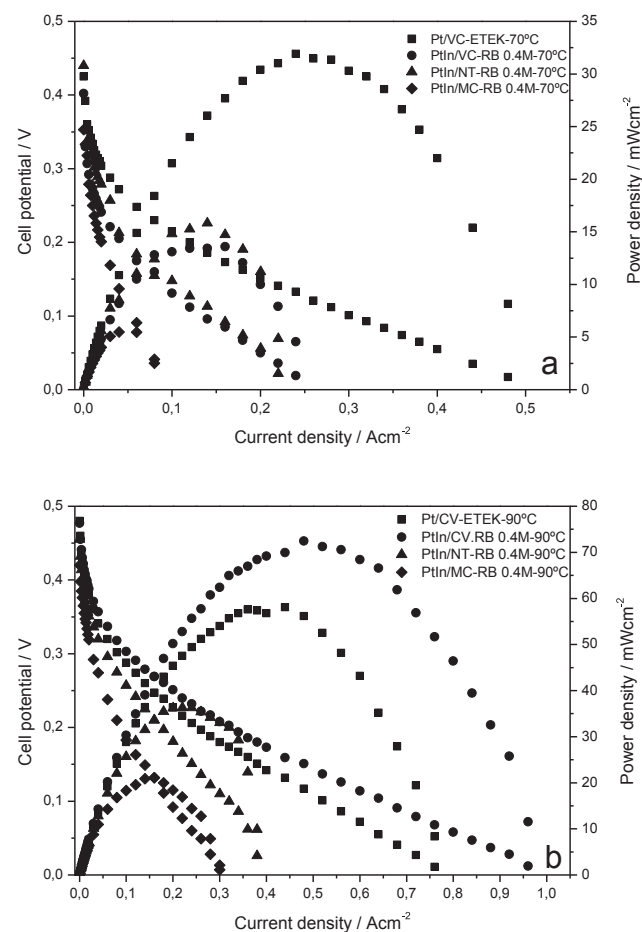 0,5
0,4
0,3
0,2
0,1
0,0
Cell potential / V
35
30
25
20
15
10
5
0
Power density / mWcm-2
Pt/VC-ETEK-70ºC
PtIn/VC-RB 0.4M-70ºC
PtIn/NT-RB 0.4M-70ºC
PtIn/MC-RB 0.4M-70ºC
a
0,0 0,1 0,2 0,3 0,4 0,5
Current density / Acm-2
0,5
0,4
0,3
0,2
0,1
0,0
Cell potential / V
80
70
60
50
40
30
20
10
0
Power density / mWcm-2
Pt/CV-ETEK-90ºC
PtIn/CV.RB 0.4M-90ºC
PtIn/NT-RB 0.4M-90ºC
PtIn/MC-RB 0.4M-90ºC
b
0,0 0,1 0,2 0,3 0,4 0,5 0,6 0,7 0,8 0,9 1,0
Current density / Acm-2